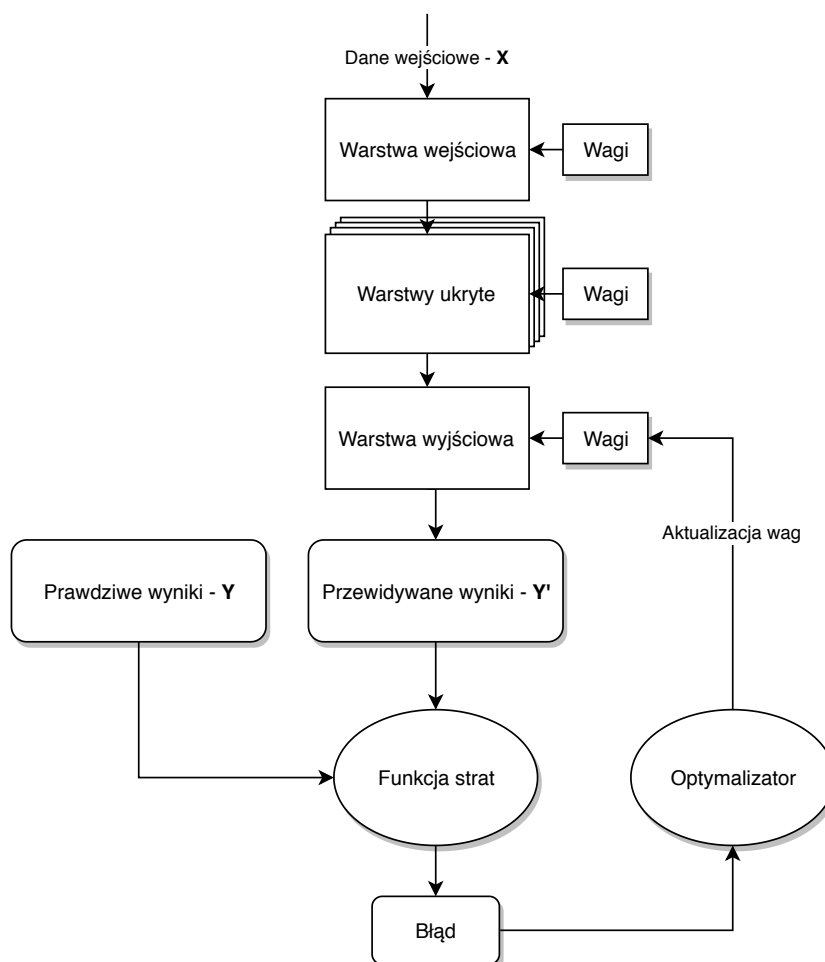 Dane wejściowe - X
Warstwa wejściowa
Wagi
Warstwy ukryte
Wagi
Warstwa wyjściowa
Wagi
Aktualizacja wag
Prawdziwe wyniki - Y
Przewidywane wyniki - Y'
Funkcja strat
Optymalizator
Błąd